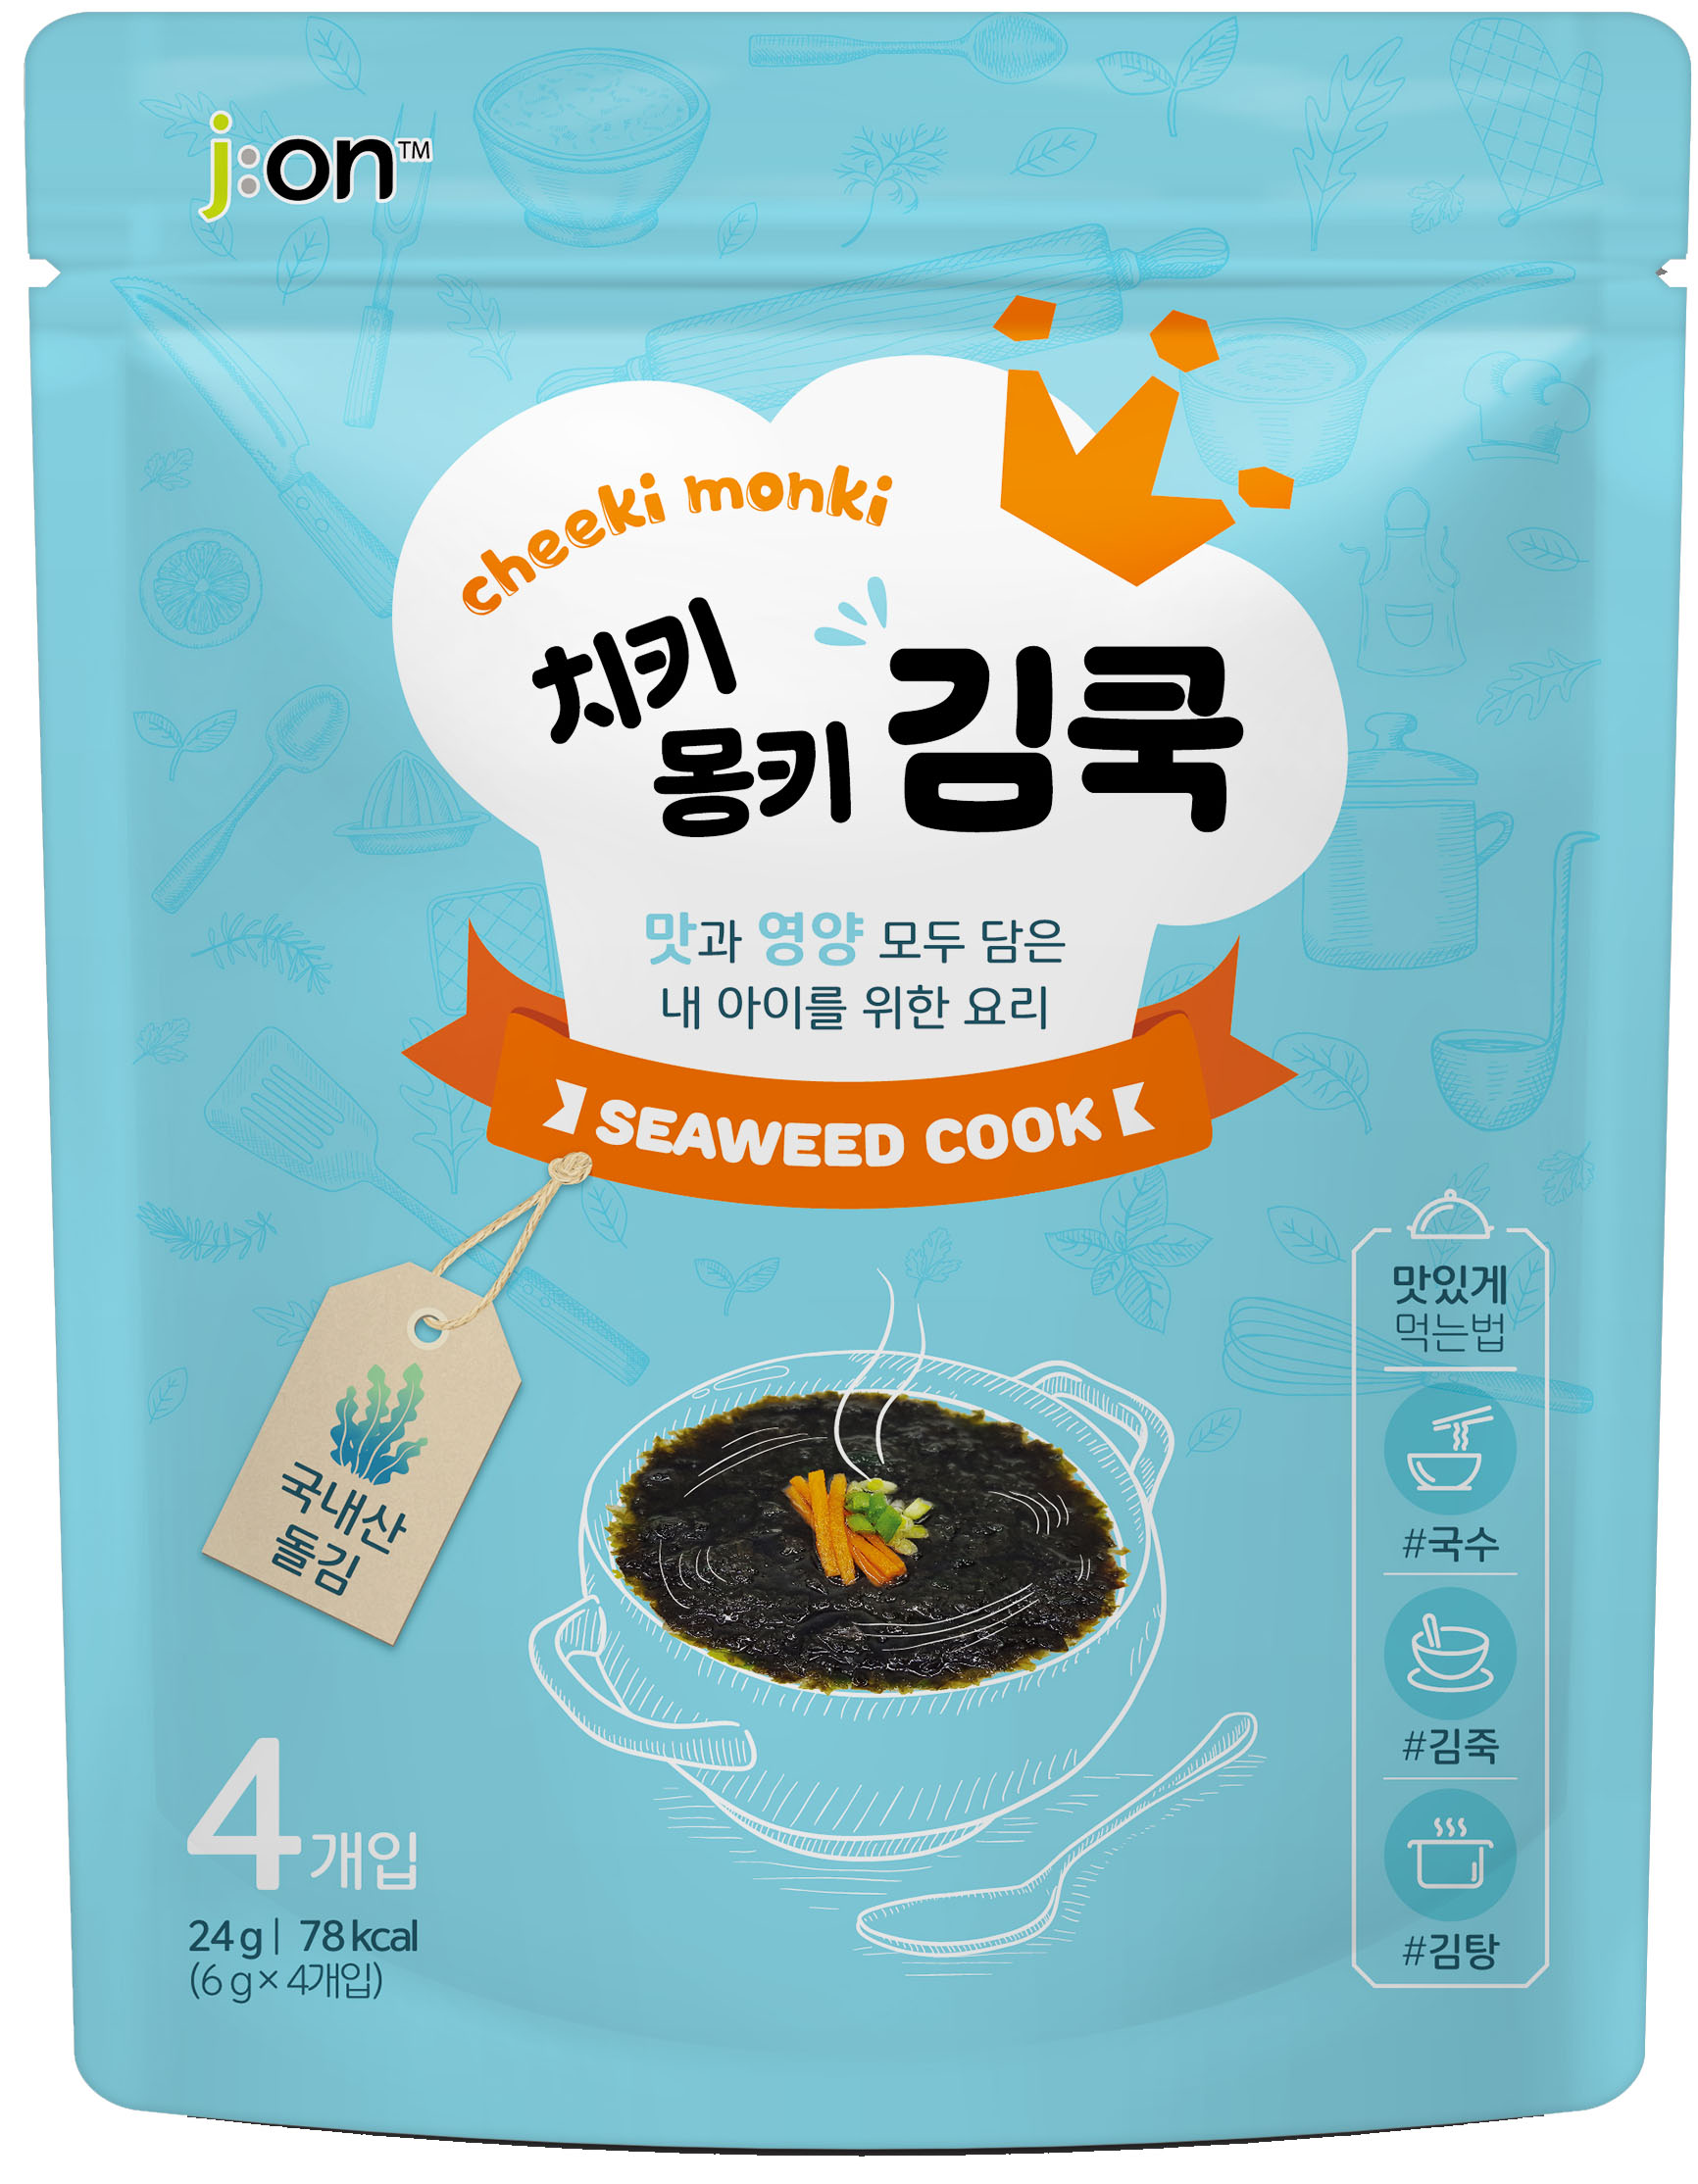 j:on™
cheeki monki
치키
몽키 김쿡
맛과 영양 모두 담은
내 아이를 위한 요리
SEAWEED COOK
국내산
돌김
맛있게
먹는법
#국수
#김죽
#김탕
4개입
24 g | 78 kcal
(6 g × 4개입)